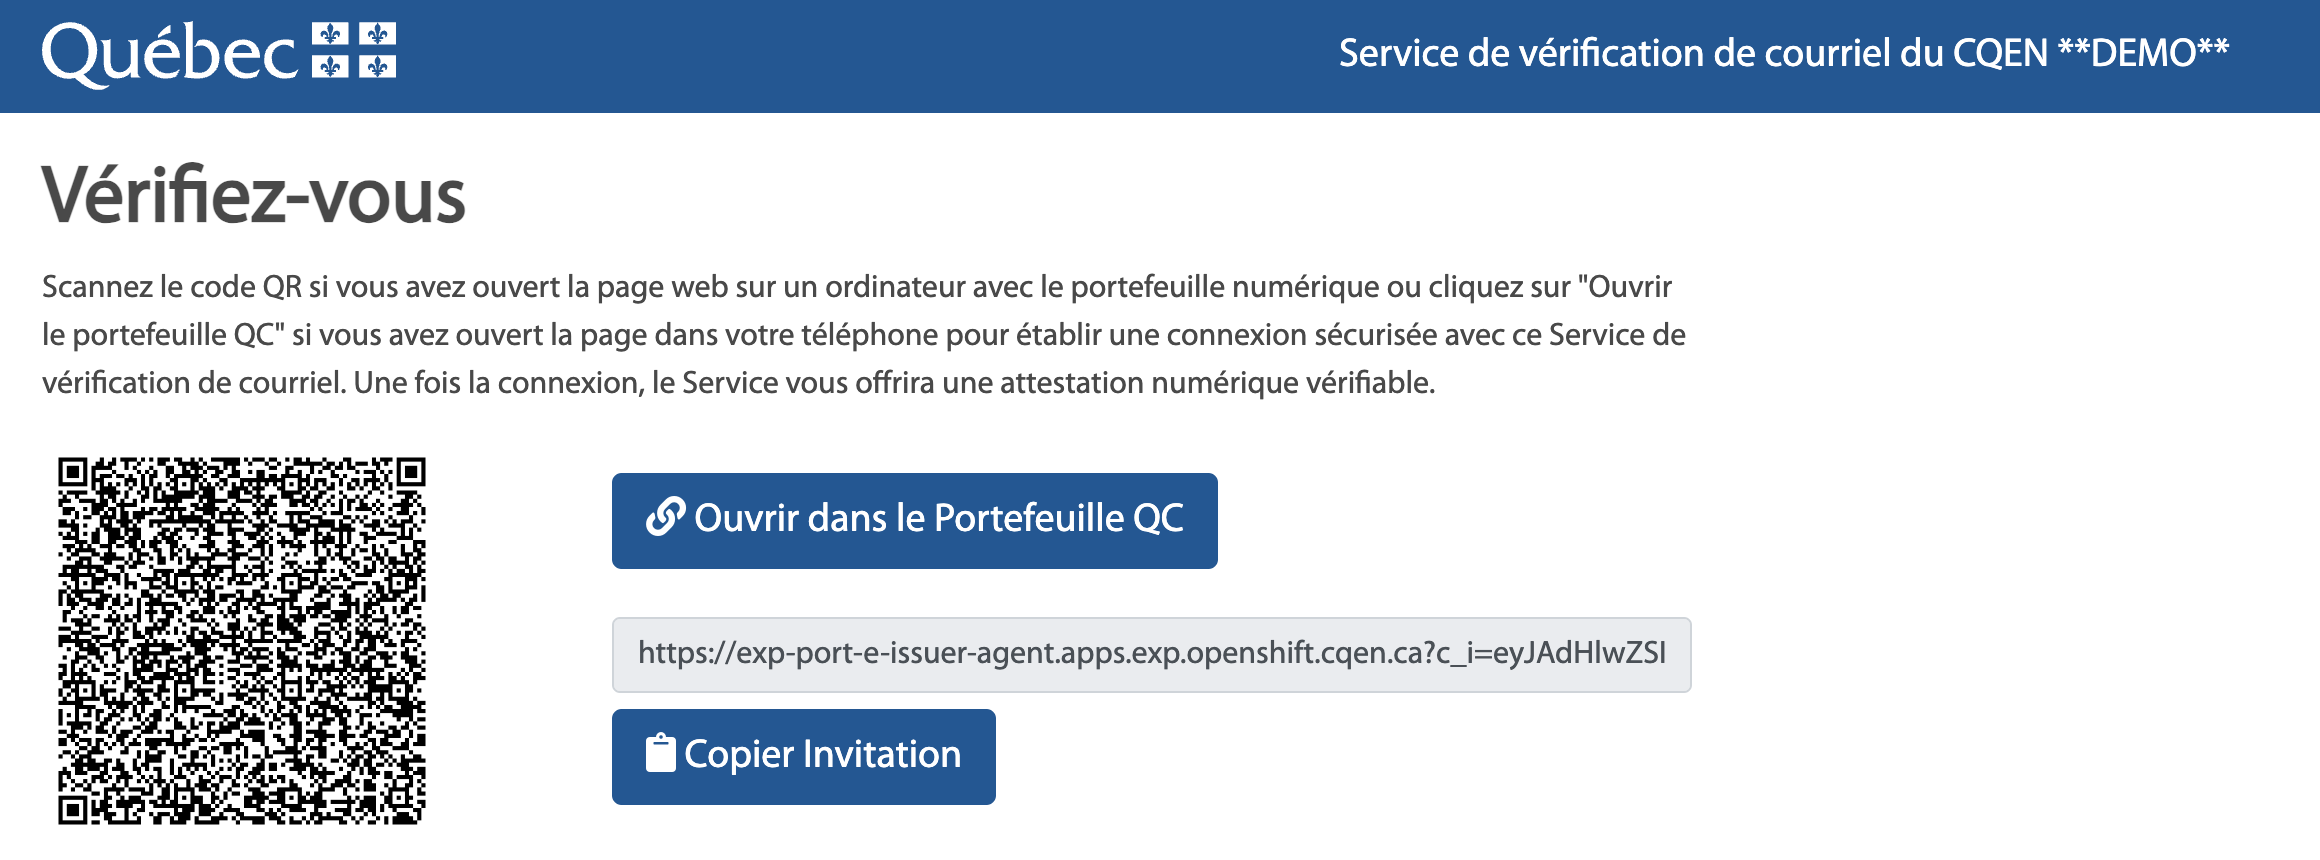 Québec
Service de vérification de courriel du CQEN **DEMO**
Vérifiez-vous
Scannez le code QR si vous avez ouvert la page web sur un ordinateur avec le portefeuille numérique ou cliquez sur "Ouvrir
le portefeuille QC" si vous avez ouvert la page dans votre téléphone pour établir une connexion sécurisée avec ce Service de
vérification de courriel. Une fois la connexion, le Service vous offrira une attestation numérique vérifiable.
Ouvrir dans le Portefeuille QC
https://exp-port-e-issuer-agent.apps.exp.openshift.cqen.ca?c_i=eyJAdHlwZSI
Copier Invitation